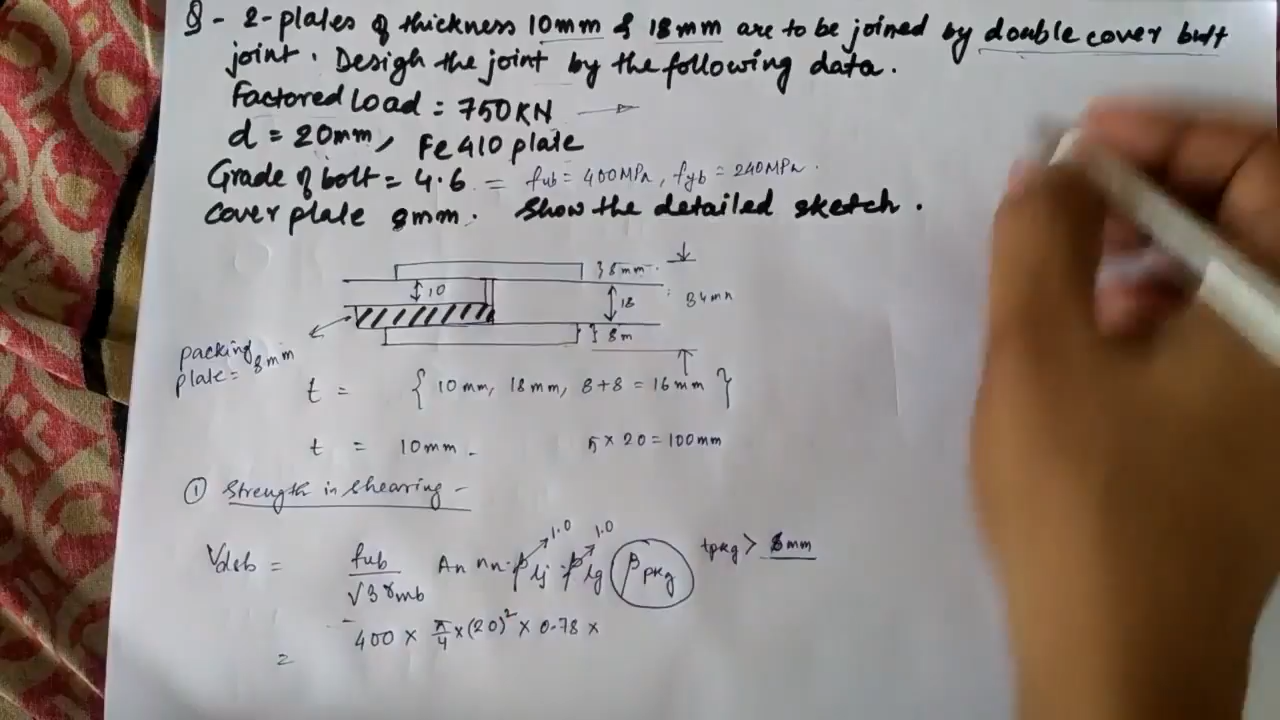 Q - 2-plates of thickness 10mm & 18mm are to be joined by double cover butt
joint. Design the joint by the following data.
Factored Load = 750KN →
d = 20mm, Fe 410 plate
Grade of bolt = 4.6 = fub = 400MPa, fyb = 240MPa.
Cover plate 8mm. Show the detailed sketch.
8mm
10
18
34mm
8m
packing
plate = 8mm
t = { 10mm, 18mm, 8+8 = 16mm }
t = 10mm. 5 × 20 = 100mm
① Strength in shearing -
1.0 1.0
Vdsb = fub / √3 γmb An nn. βlj . βlg βpkg tpkg > 6mm
= 400 × π/4 × (20)² × 0.78 ×